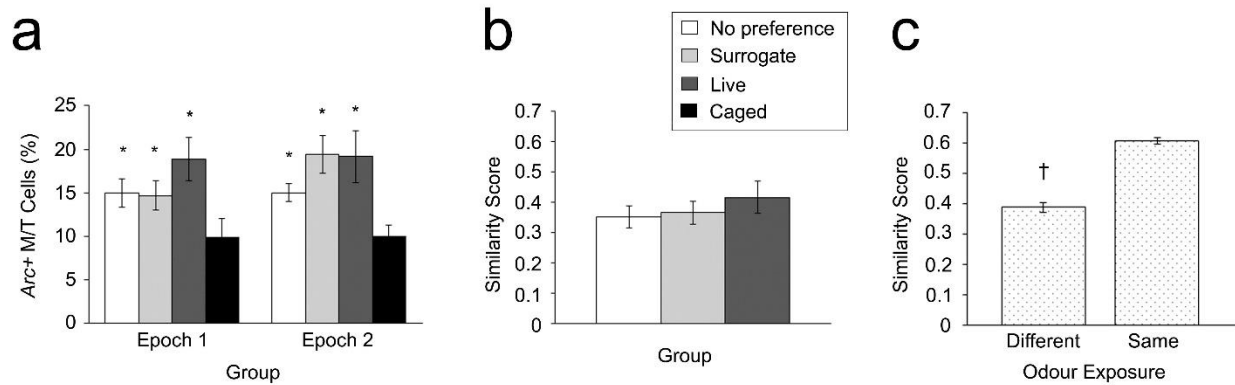 a
Arc+ M/T Cells (%)
25
20
15
10
5
0
* * * * * *
Epoch 1 Epoch 2
Group
b
No preference
Surrogate
Live
Caged
Similarity Score
0.7
0.6
0.5
0.4
0.3
0.2
0.1
0
Group
c
Similarity Score
0.7
0.6
0.5
0.4
0.3
0.2
0.1
0
†
Different Same
Odour Exposure